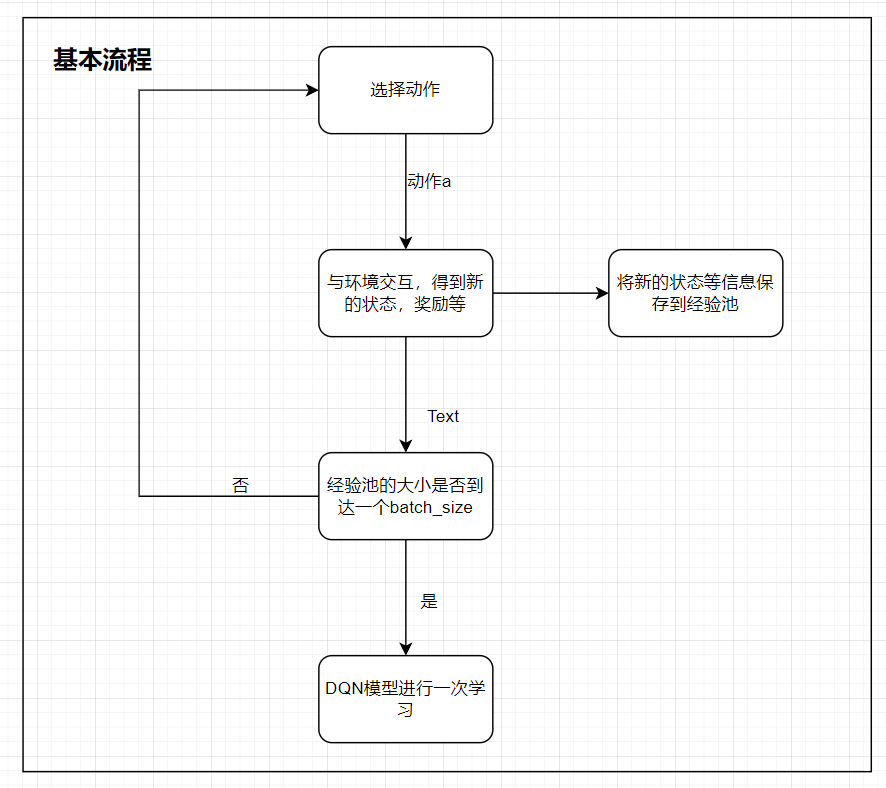 基本流程
选择动作
动作a
与环境交互，得到新
的状态，奖励等
将新的状态等信息保
存到经验池
Text
否
经验池的大小是否到
达一个batch_size
是
DQN模型进行一次学
习